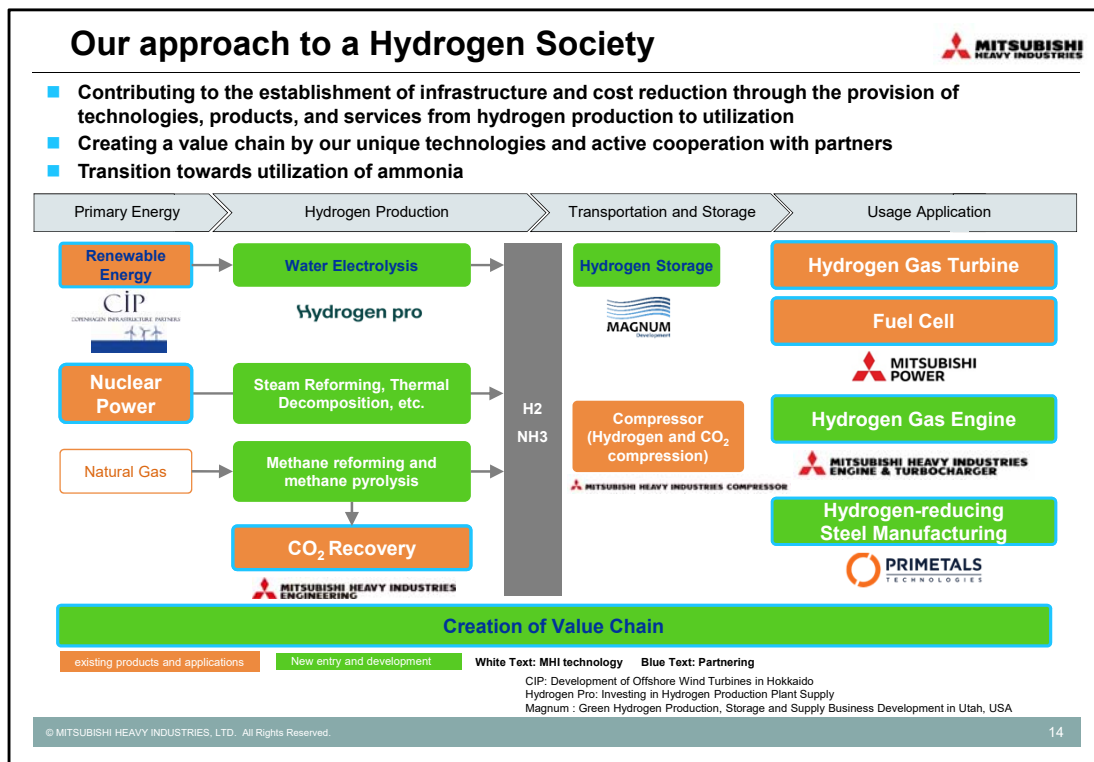 Our approach to a Hydrogen Society
MITSUBISHI
HEAVY INDUSTRIES
Contributing to the establishment of infrastructure and cost reduction through the provision of
technologies, products, and services from hydrogen production to utilization
Creating a value chain by our unique technologies and active cooperation with partners
Transition towards utilization of ammonia
Primary Energy
Hydrogen Production
Transportation and Storage
Usage Application
Renewable
Energy
CIP
COPENHAGEN INFRASTRUCTURE PARTNERS
Water Electrolysis
Hydrogen pro
Nuclear
Power
Steam Reforming, Thermal
Decomposition, etc.
Natural Gas
Methane reforming and
methane pyrolysis
CO2 Recovery
MITSUBISHI HEAVY INDUSTRIES
ENGINEERING
H2
NH3
Hydrogen Storage
MAGNUM
Development
Compressor
(Hydrogen and CO2
compression)
MITSUBISHI HEAVY INDUSTRIES COMPRESSOR
Hydrogen Gas Turbine
Fuel Cell
MITSUBISHI
POWER
Hydrogen Gas Engine
MITSUBISHI HEAVY INDUSTRIES
ENGINE & TURBOCHARGER
Hydrogen-reducing
Steel Manufacturing
PRIMETALS
TECHNOLOGIES
Creation of Value Chain
existing products and applications
New entry and development
White Text: MHI technology
Blue Text: Partnering
CIP: Development of Offshore Wind Turbines in Hokkaido
Hydrogen Pro: Investing in Hydrogen Production Plant Supply
Magnum : Green Hydrogen Production, Storage and Supply Business Development in Utah, USA
© MITSUBISHI HEAVY INDUSTRIES, LTD. All Rights Reserved.
14